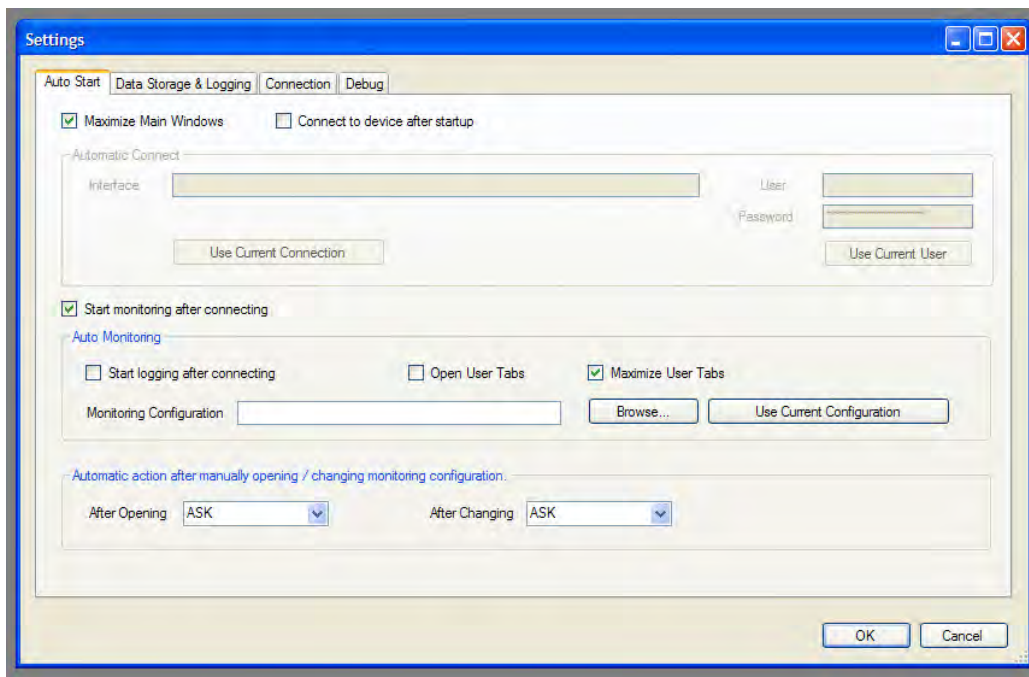 Settings
Auto Start Data Storage & Logging Connection Debug
Maximize Main Windows Connect to device after startup
Automatic Connect
Interface User
Password
Use Current Connection Use Current User
Start monitoring after connecting
Auto Monitoring
Start logging after connecting Open User Tabs Maximize User Tabs
Monitoring Configuration Browse... Use Current Configuration
Automatic action after manually opening / changing monitoring configuration.
After Opening ASK After Changing ASK
OK Cancel